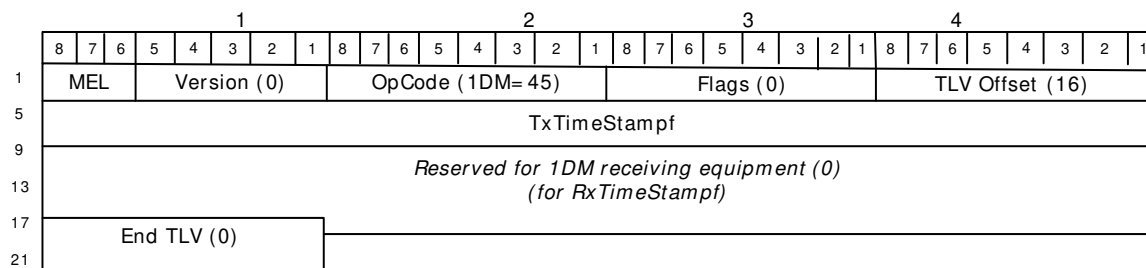 1 2 3 4
8 7 6 5 4 3 2 1 8 7 6 5 4 3 2 1 8 7 6 5 4 3 2 1 8 7 6 5 4 3 2 1
1 MEL Version (0) OpCode (1DM=45) Flags (0) TLV Offset (16)
5 TxTimeStampf
9 Reserved for 1DM receiving equipment (0)
13 (for RxTimeStampf)
17 End TLV (0)
21